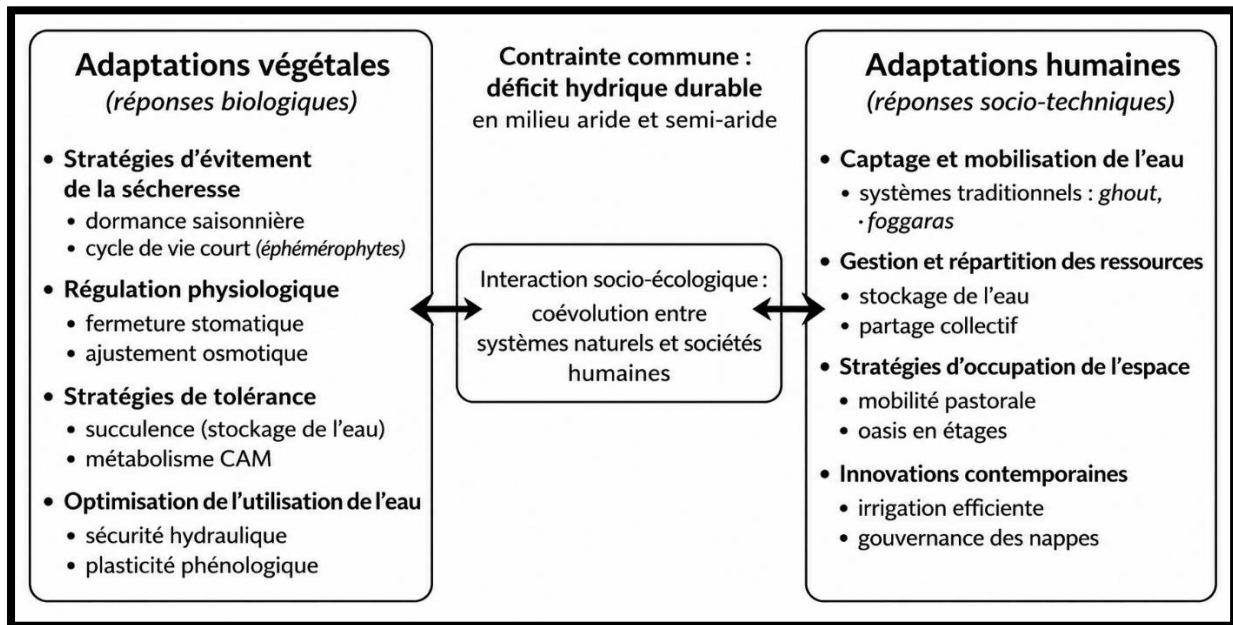 Adaptations végétales
(réponses biologiques)
• Stratégies d’évitement
de la sécheresse
• dormance saisonnière
• cycle de vie court (éphémérophytes)
• Régulation physiologique
• fermeture stomatique
• ajustement osmotique
• Stratégies de tolérance
• succulence (stockage de l’eau)
• métabolisme CAM
• Optimisation de l’utilisation de l’eau
• sécurité hydraulique
• plasticité phénologique
Contrainte commune :
déficit hydrique durable
en milieu aride et semi-aride
Interaction socio-écologique :
coévolution entre
systèmes naturels et sociétés
humaines
Adaptations humaines
(réponses socio-techniques)
• Captage et mobilisation de l’eau
• systèmes traditionnels : ghout,
· foggaras
• Gestion et répartition des ressources
• stockage de l’eau
• partage collectif
• Stratégies d’occupation de l’espace
• mobilité pastorale
• oasis en étages
• Innovations contemporaines
• irrigation efficiente
• gouvernance des nappes